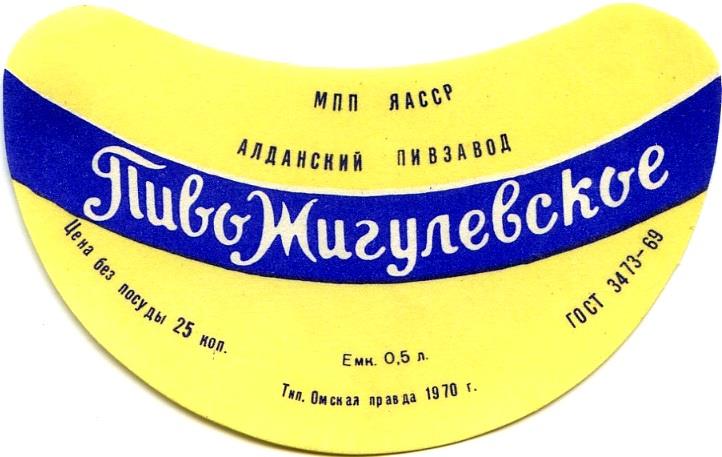 МПП ЯАССР
АЛДАНСКИЙ ПИВЗАВОД
Пиво Жигулевское
Цена без посуды 25 коп.
ГОСТ 3473-69
Емк. 0,5 л.
Тип. Омская правда 1970 г.